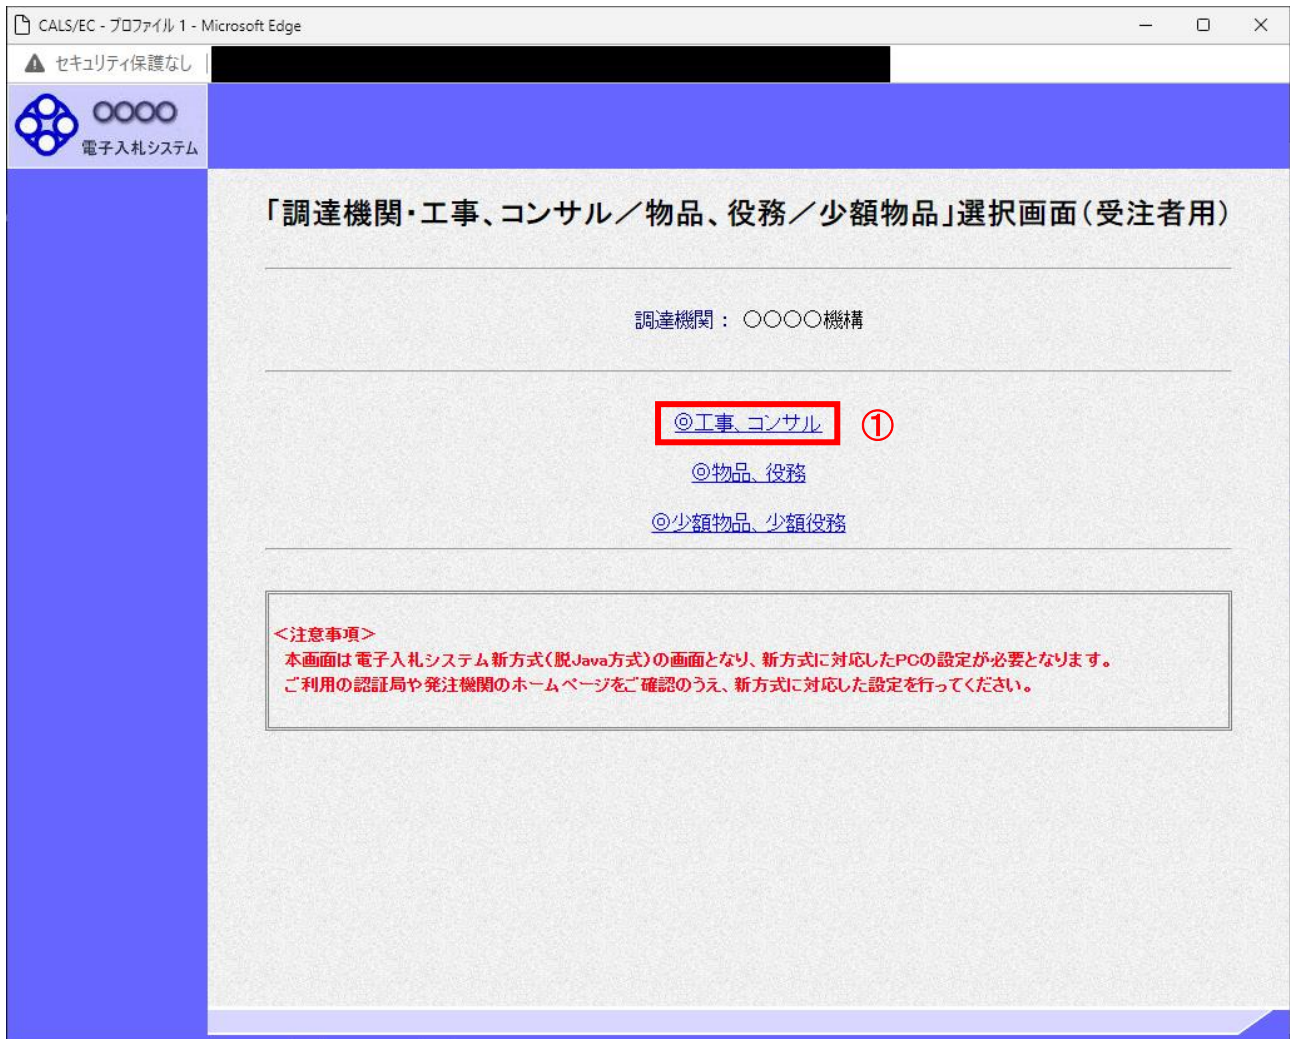 CALS/EC - プロファイル 1 - Microsoft Edge
セキュリティ保護なし
○○○○
電子入札システム
「調達機関・工事、コンサル／物品、役務／少額物品」選択画面（受注者用）
調達機関： ○○○○機構
◎工事、コンサル ①
◎物品、役務
◎少額物品、少額役務
＜注意事項＞
本画面は電子入札システム新方式（脱Java方式）の画面となり、新方式に対応したPCの設定が必要となります。
ご利用の認証局や発注機関のホームページをご確認のうえ、新方式に対応した設定を行ってください。